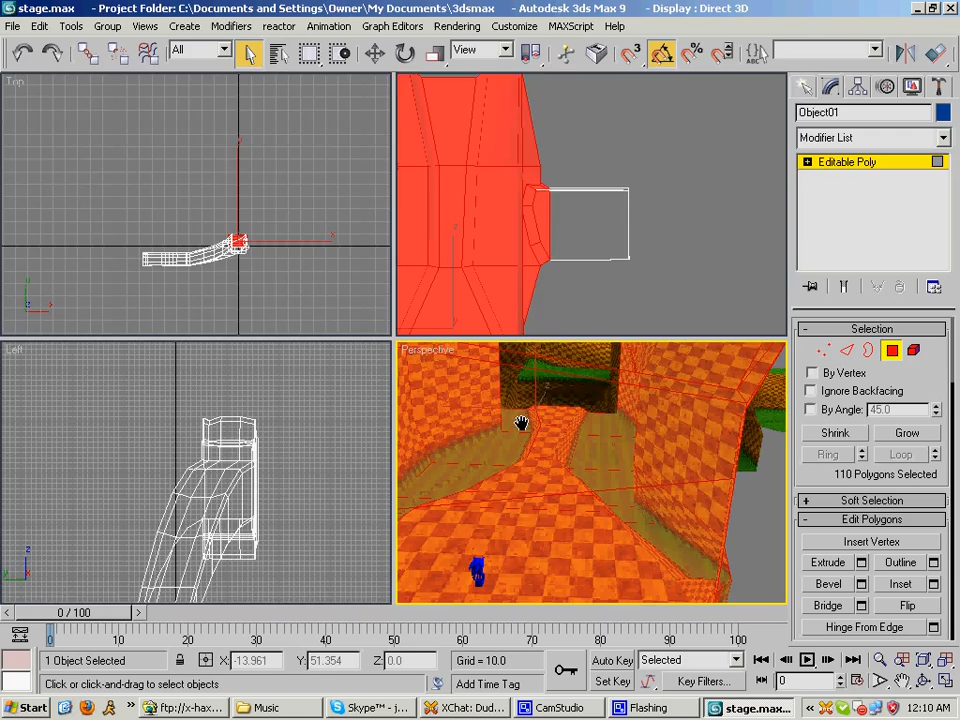 stage.max - Project Folder: C:\Documents and Settings\Owner\My Documents\3dsmax - Autodesk 3ds Max 9 - Display : Direct 3D
File Edit Tools Group Views Create Modifiers reactor Animation Graph Editors Rendering Customize MAXScript Help
All
View
3
ABC
Top
Object01
Modifier List
Editable Poly
Left
Perspective
Selection
By Vertex
Ignore Backfacing
By Angle: 45.0
Shrink Grow
Ring Loop
110 Polygons Selected
Soft Selection
Edit Polygons
Insert Vertex
Extrude Outline
Bevel Inset
Bridge Flip
Hinge From Edge
0 / 100
0 10 20 30 40 50 60 70 80 90 100
1 Object Selected X: -13.961 Y: 51.354 Z: 0.0 Grid = 10.0 Auto Key Selected
Click or click-and-drag to select objects Add Time Tag Set Key Key Filters... 0
Start ftp://x-hax... Music Skype™ - j... XChat: Dud... CamStudio Flashing stage.max... 12:10 AM